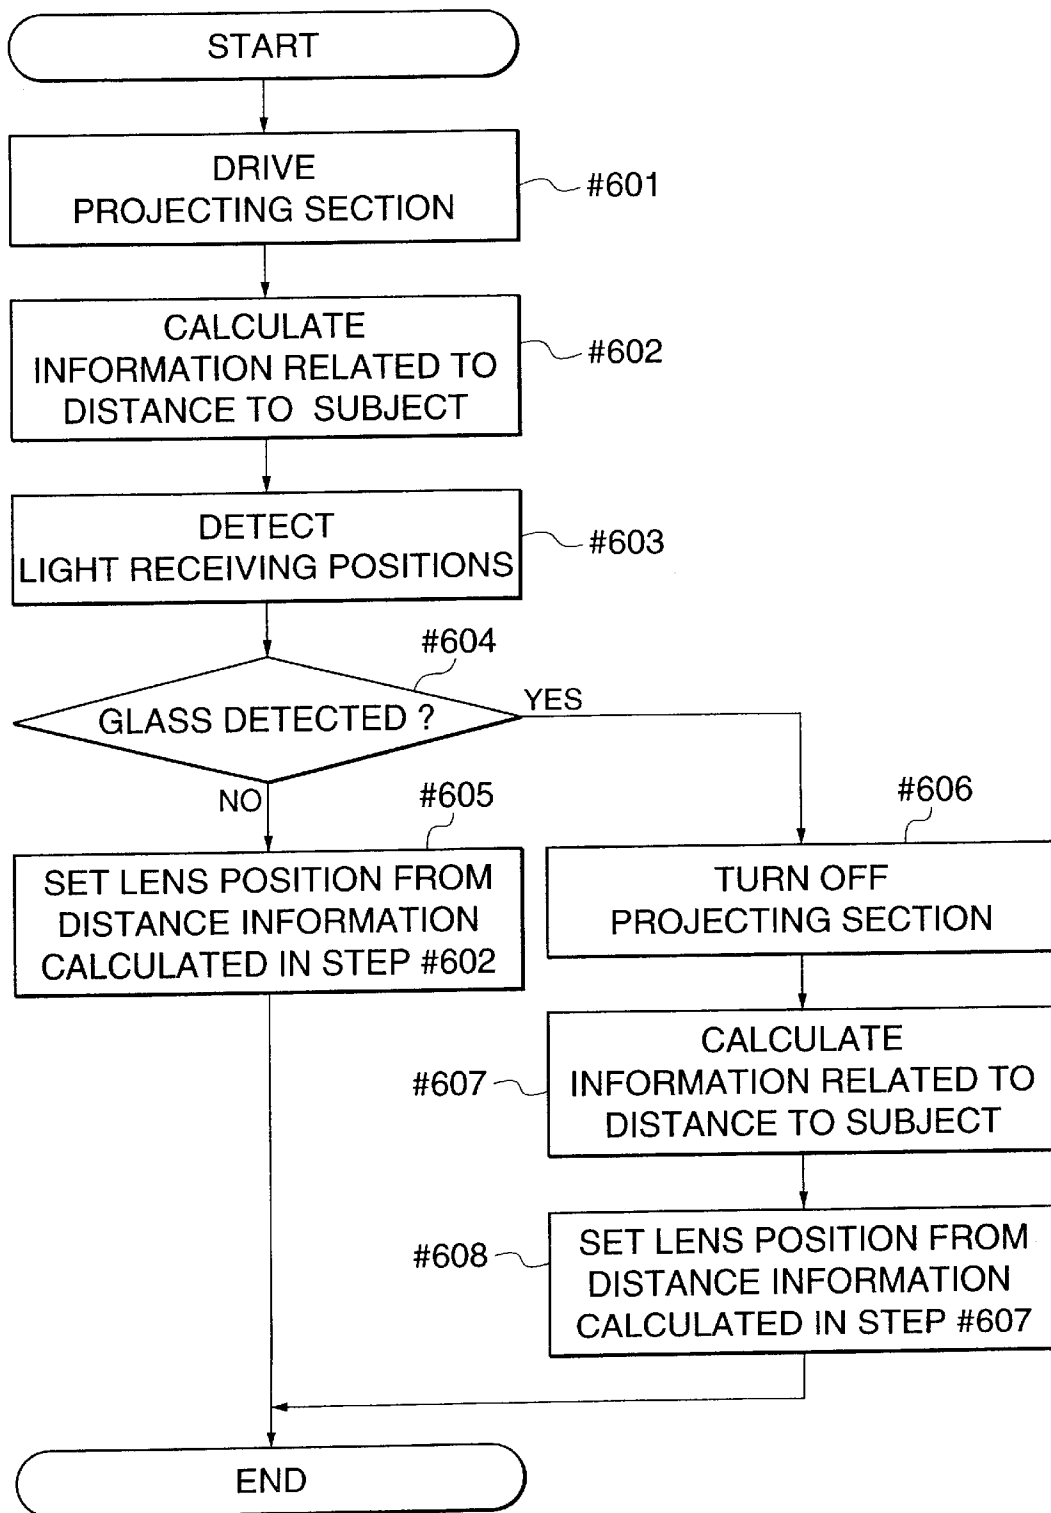 START
DRIVE
PROJECTING SECTION
#601
CALCULATE
INFORMATION RELATED TO
DISTANCE TO SUBJECT
#602
DETECT
LIGHT RECEIVING POSITIONS
#603
#604
GLASS DETECTED ?
YES
NO
#605
SET LENS POSITION FROM
DISTANCE INFORMATION
CALCULATED IN STEP #602
#606
TURN OFF
PROJECTING SECTION
CALCULATE
INFORMATION RELATED TO
DISTANCE TO SUBJECT
#607
SET LENS POSITION FROM
DISTANCE INFORMATION
CALCULATED IN STEP #607
#608
END